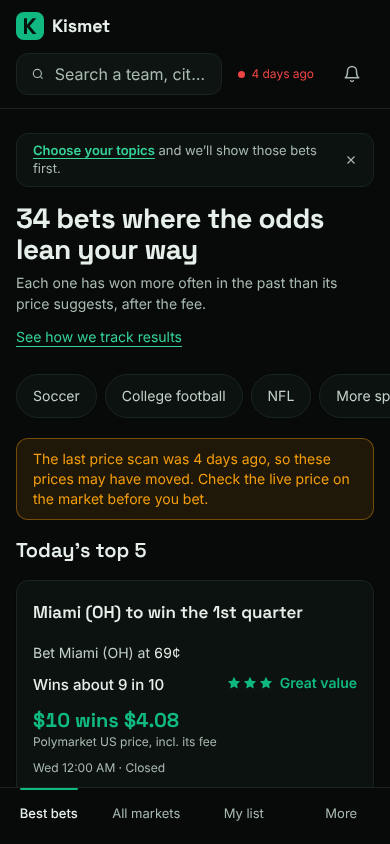 Kismet
Search a team, cit...
4 days ago
Choose your topics and we'll show those bets
first.
34 bets where the odds
lean your way
Each one has won more often in the past than its
price suggests, after the fee.
See how we track results
Soccer
College football
NFL
More sp
The last price scan was 4 days ago, so these
prices may have moved. Check the live price on
the market before you bet.
Today's top 5
Miami (OH) to win the 1st quarter
Bet Miami (OH) at 69¢
Wins about 9 in 10
★★★ Great value
$10 wins $4.08
Polymarket US price, incl. its fee
Wed 12:00 AM · Closed
Best bets
All markets
My list
More